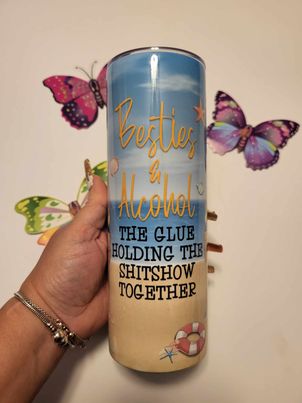 Besties
&
Alcohol
THE GLUE
HOLDING THE
SHITSHOW
TOGETHER